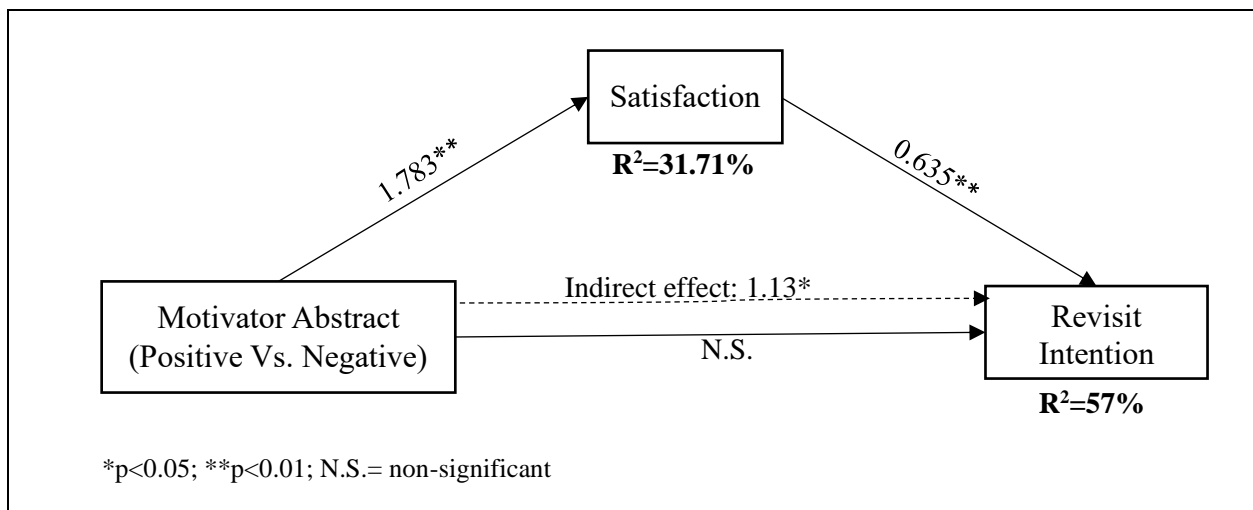 Satisfaction
R²=31.71%
1.783**
0.635**
Indirect effect: 1.13*
Motivator Abstract
(Positive Vs. Negative)
N.S.
Revisit
Intention
R²=57%
*p<0.05; **p<0.01; N.S.= non-significant